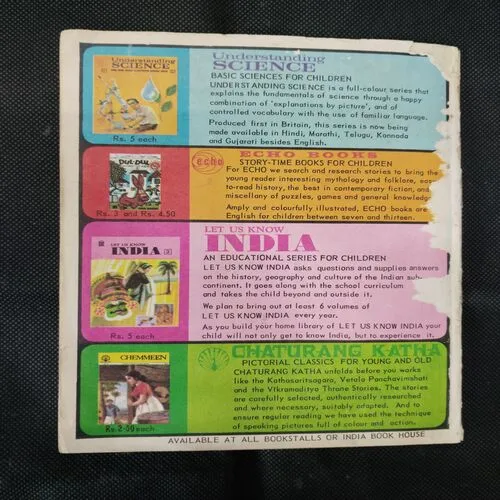 Understanding
SCIENCE
Understanding
SCIENCE
BASIC SCIENCES FOR CHILDREN
UNDERSTANDING SCIENCE is a full-colour series that
explains the fundamentals of science through a happy
combination of 'explanations by picture', and of
controlled vocabulary with the use of familiar language.
Produced first in Britain, this series is now being
made available in Hindi, Marathi, Telugu, Kannada
and Gujarati besides English.
Rs. 5 each
echo
ECHO BOOKS
STORY-TIME BOOKS FOR CHILDREN
For ECHO we search and research stories to bring the
young reader interesting mythology and folklore, eas-
to-read history, the best in contemporary fiction, and
miscellany of puzzles, games and general knowledge
Amply and colourfully illustrated, ECHO books are
English for children between seven and thirteen.
Rs. 3 and Rs. 4.50
LET US KNOW
INDIA
LET US KNOW
INDIA
AN EDUCATIONAL SERIES FOR CHILDREN
LET US KNOW INDIA asks questions and supplies answers
on the history, geography and culture of the Indian sub-
continent. It goes along with the school curriculum
and takes the child beyond and outside it.
We plan to bring out at least 6 volumes of
LET US KNOW INDIA every year.
As you build your home library of LET US KNOW INDIA your
child will not only get to know India, but to experience it.
Rs. 5 each
CHEMMEEN
CHATURANG KATHA
PICTORIAL CLASSICS FOR YOUNG AND OLD
CHATURANG KATHA unfolds before you works
like the Kathasaritsagara, Vetala Panchavimshati
and the Vikramaditya Throne Stories. The stories
are carefully selected, authentically researched
and where necessary, suitably adapted. And to
ensure regular reading we have used the technique
of speaking pictures full of colour and action.
Rs. 2.50 each
AVAILABLE AT ALL BOOKSTALLS OR INDIA BOOK HOUSE